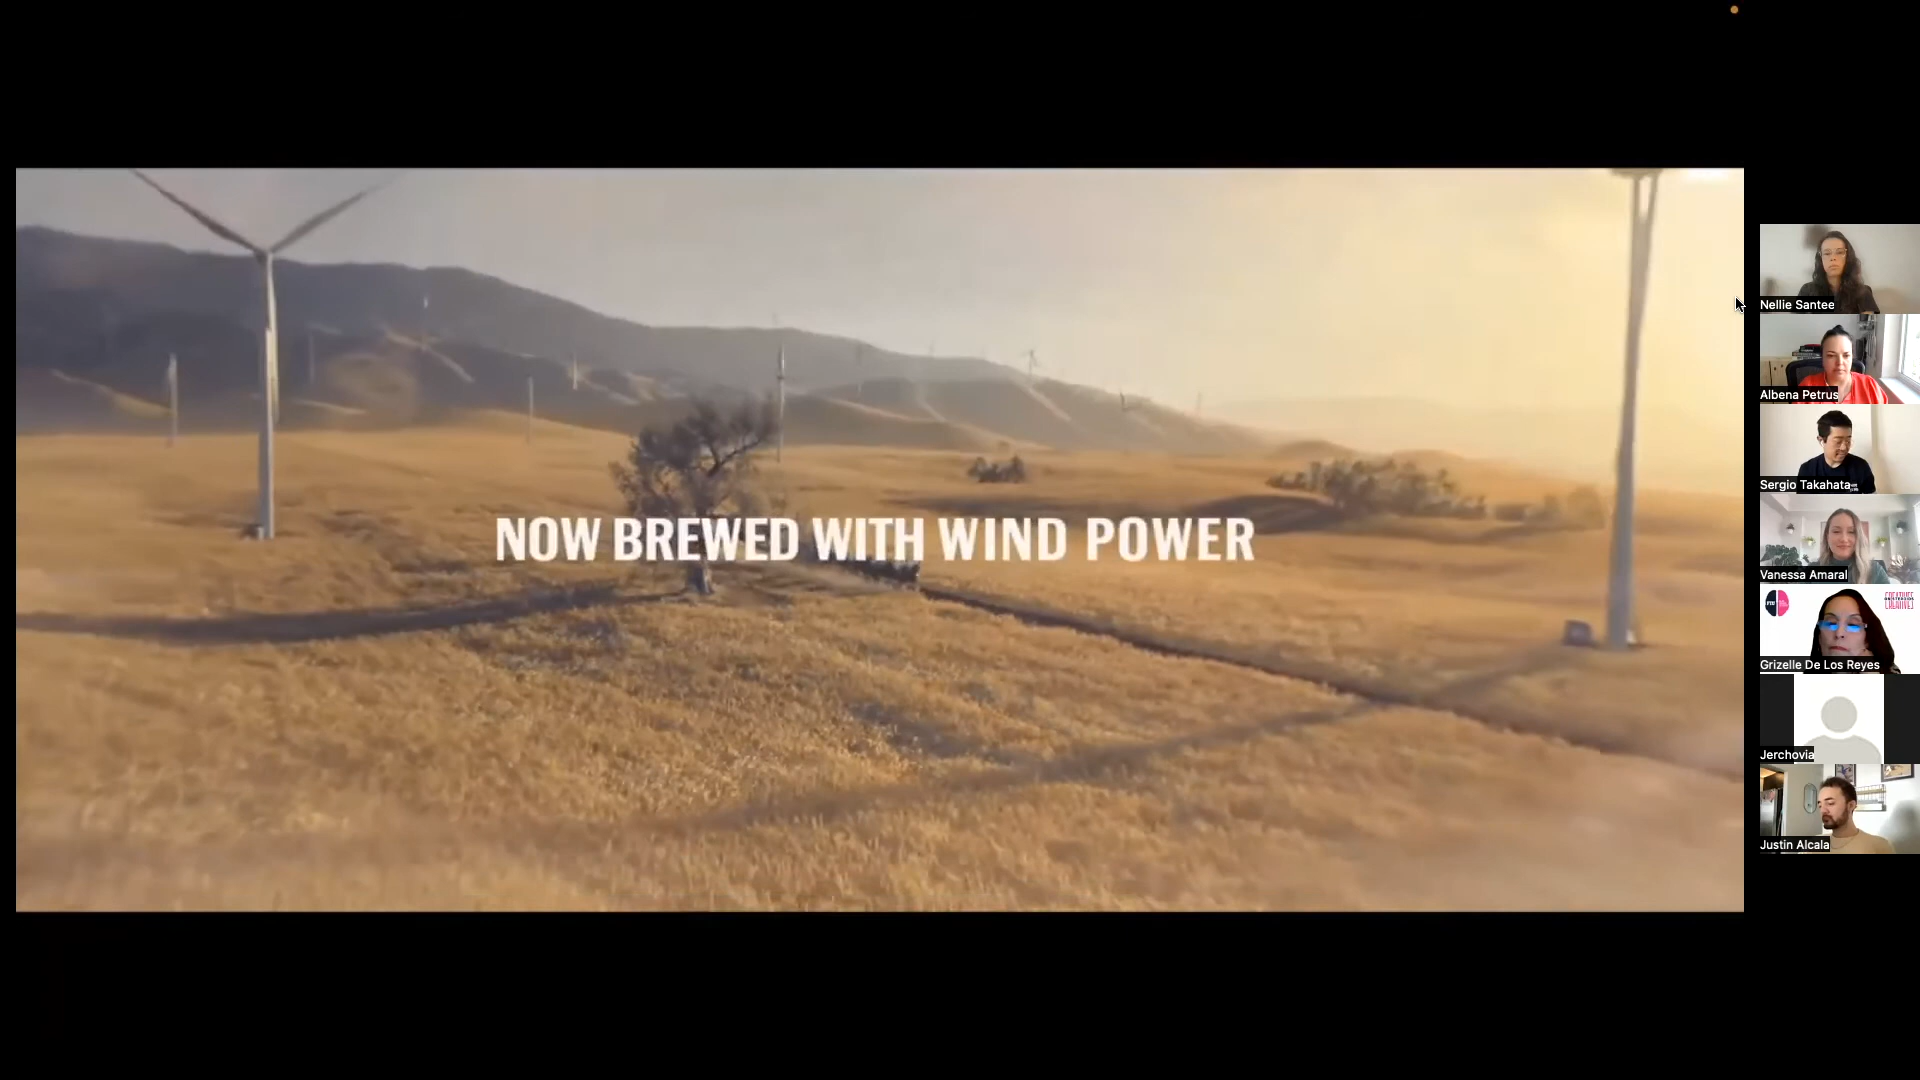 NOW BREWED WITH WIND POWER
Nellie Santee
Albena Petrus
Sergio Takahata
Vanessa Amaral
Grizelle De Los Reyes
Jerchovia
Justin Alcala